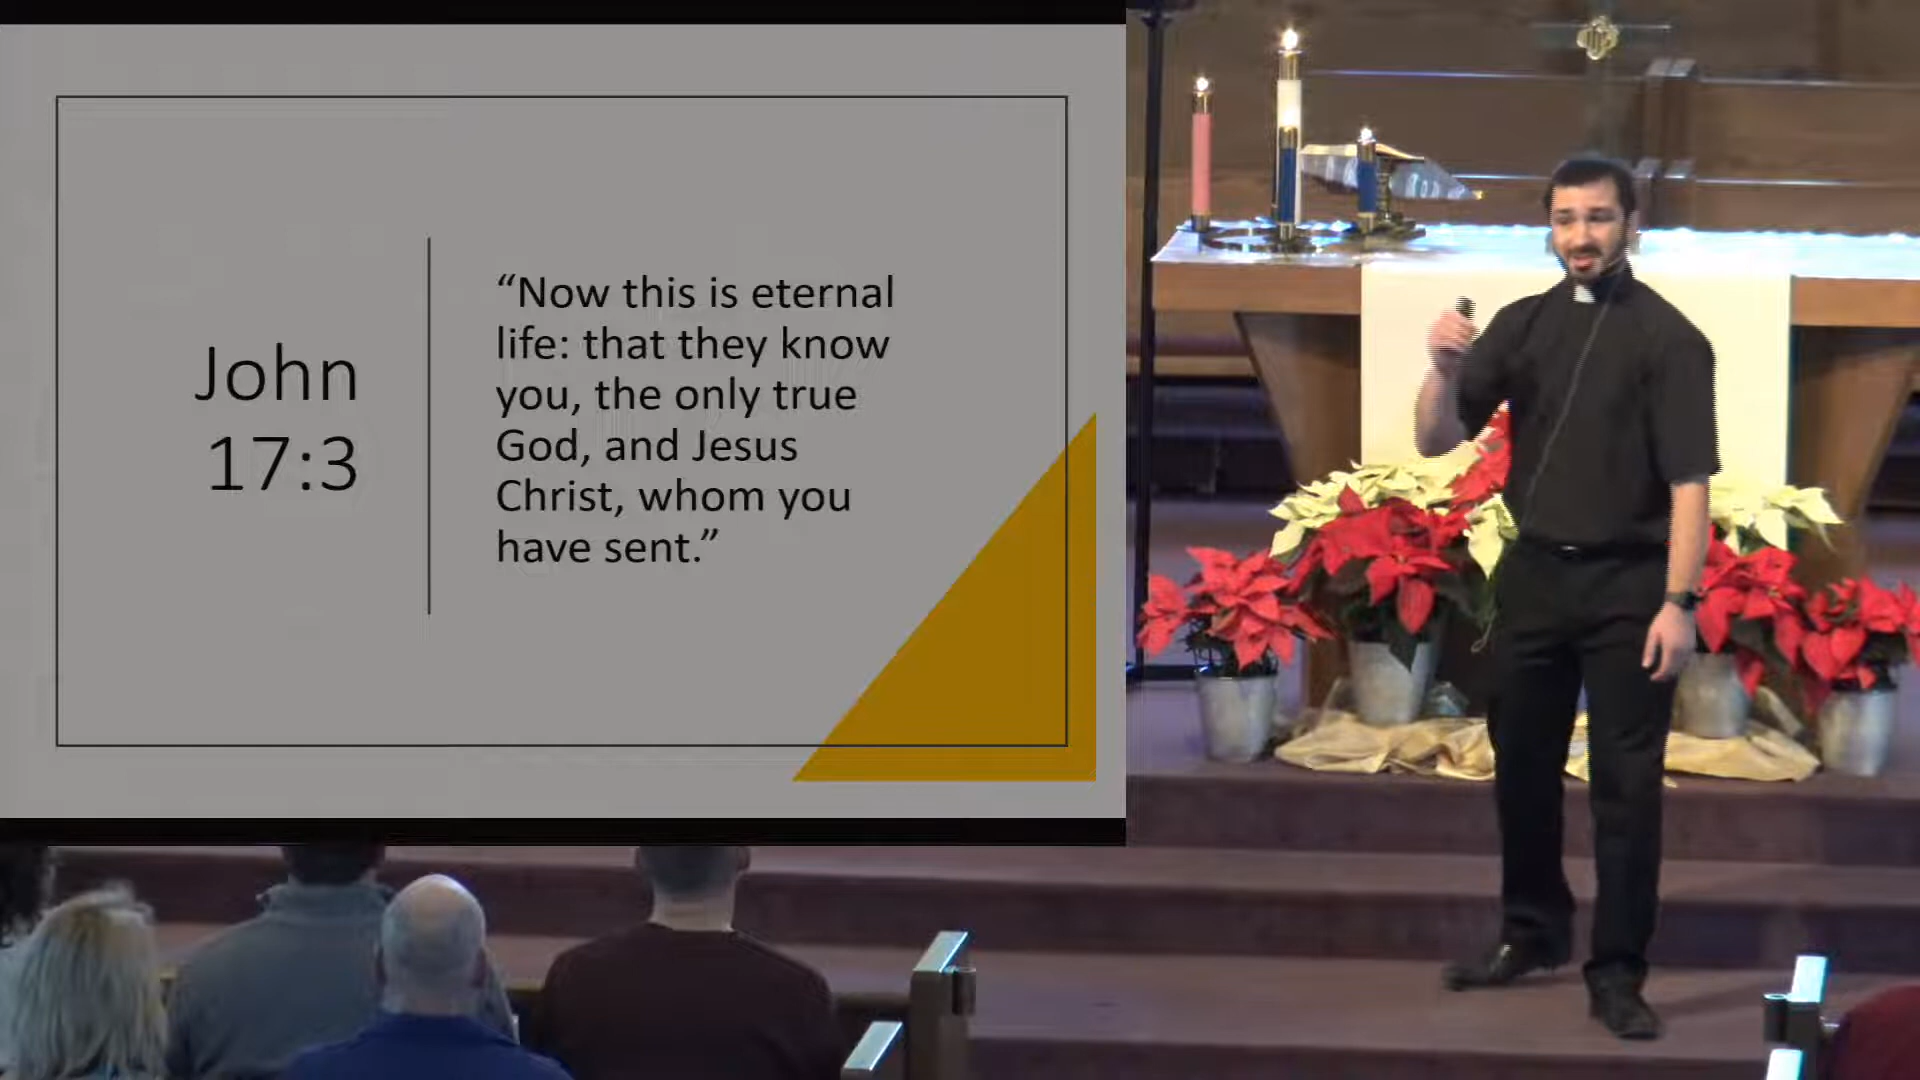 John
17:3
“Now this is eternal
life: that they know
you, the only true
God, and Jesus
Christ, whom you
have sent.”